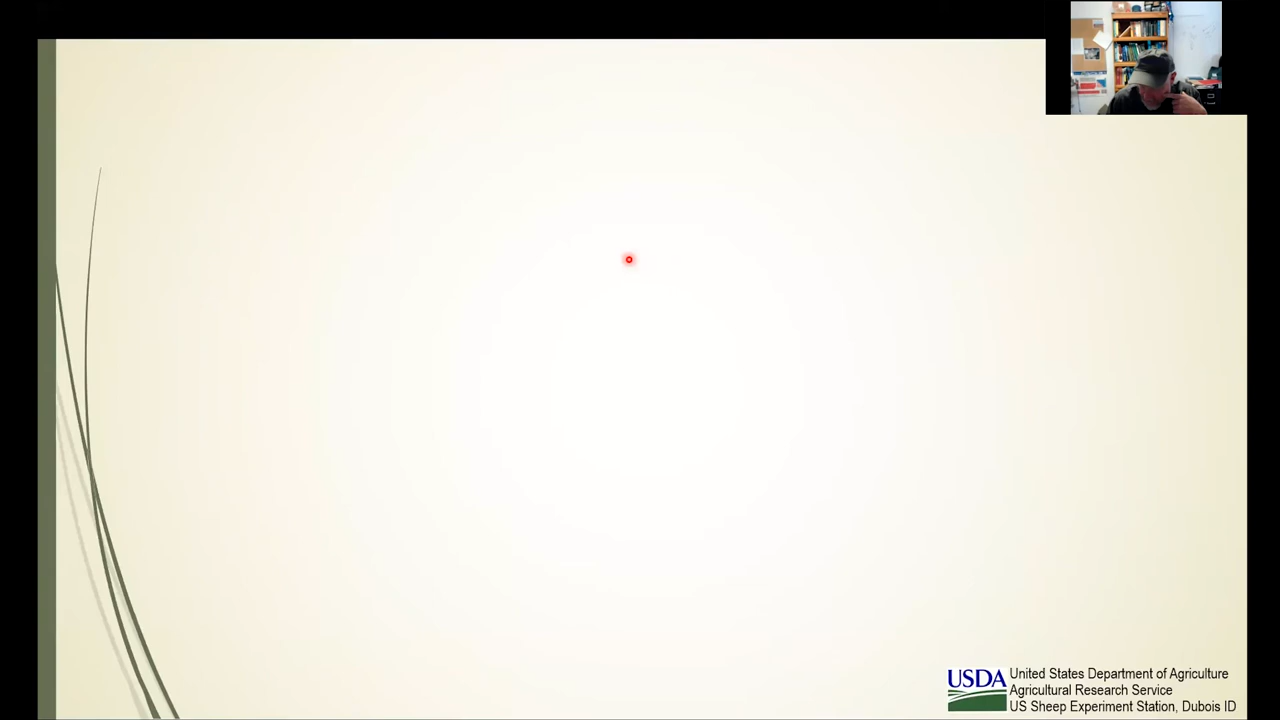 USDA
United States Department of Agriculture
Agricultural Research Service
US Sheep Experiment Station, Dubois ID